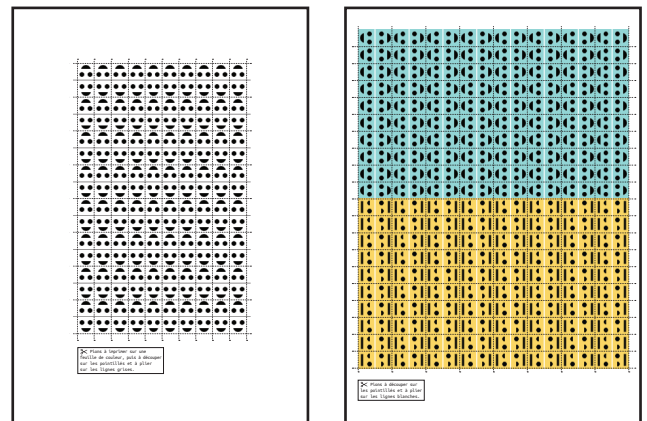 Pions à imprimer sur une
feuille de couleur, puis à découper
sur les pointillés et à plier
sur les lignes grises.
Pions à découper sur
les pointillés et à plier
sur les lignes blanches.